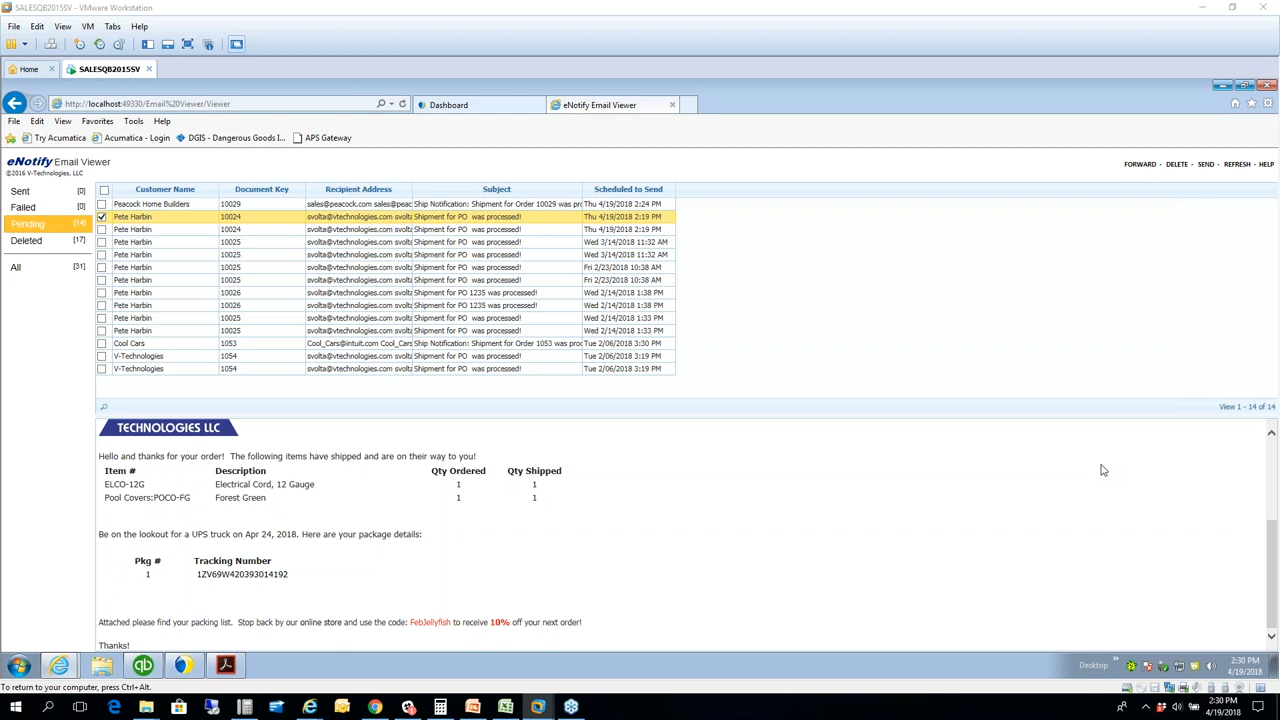 SALESQB2015SV - VMware Workstation
File Edit View VM Tabs Help
Home SALESQB2015SV
http://localhost:49330/Email%20Viewer/Viewer Dashboard eNotify Email Viewer
File Edit View Favorites Tools Help
Try Acumatica Acumatica - Login DGIS - Dangerous Goods I... APS Gateway
eNotify Email Viewer FORWARD · DELETE · SEND · REFRESH · HELP
©2016 V-Technologies, LLC
Sent [0]
Failed [0]
Pending [14]
Deleted [17]
All [31]
Customer Name Document Key Recipient Address Subject Scheduled to Send
Peacock Home Builders 10029 sales@peacock.com sales@peac Ship Notification: Shipment for Order 10029 was pro Thu 4/19/2018 2:24 PM
Pete Harbin 10024 svolta@vtechnologies.com svolta Shipment for PO was processed! Thu 4/19/2018 2:19 PM
Pete Harbin 10024 svolta@vtechnologies.com svolta Shipment for PO was processed! Thu 4/19/2018 2:19 PM
Pete Harbin 10025 svolta@vtechnologies.com svolta Shipment for PO was processed! Wed 3/14/2018 11:32 AM
Pete Harbin 10025 svolta@vtechnologies.com svolta Shipment for PO was processed! Wed 3/14/2018 11:32 AM
Pete Harbin 10025 svolta@vtechnologies.com svolta Shipment for PO was processed! Fri 2/23/2018 10:38 AM
Pete Harbin 10025 svolta@vtechnologies.com svolta Shipment for PO was processed! Fri 2/23/2018 10:38 AM
Pete Harbin 10026 svolta@vtechnologies.com svolta Shipment for PO 1235 was processed! Wed 2/14/2018 1:38 PM
Pete Harbin 10026 svolta@vtechnologies.com svolta Shipment for PO 1235 was processed! Wed 2/14/2018 1:38 PM
Pete Harbin 10025 svolta@vtechnologies.com svolta Shipment for PO was processed! Wed 2/14/2018 1:33 PM
Pete Harbin 10025 svolta@vtechnologies.com svolta Shipment for PO was processed! Wed 2/14/2018 1:33 PM
Cool Cars 1053 Cool_Cars@intuit.com Cool_Cars Ship Notification: Shipment for Order 1053 was proc Tue 2/06/2018 3:30 PM
V-Technologies 1054 svolta@vtechnologies.com svolta Shipment for PO was processed! Tue 2/06/2018 3:19 PM
V-Technologies 1054 svolta@vtechnologies.com svolta Shipment for PO was processed! Tue 2/06/2018 3:19 PM
View 1 - 14 of 14
TECHNOLOGIES LLC
Hello and thanks for your order! The following items have shipped and are on their way to you!
Item # Description Qty Ordered Qty Shipped
ELCO-12G Electrical Cord, 12 Gauge 1 1
Pool Covers:POCO-FG Forest Green 1 1
Be on the lookout for a UPS truck on Apr 24, 2018. Here are your package details:
Pkg # Tracking Number
1 1ZV69W420393014192
Attached please find your packing list. Stop back by our online store and use the code: FebJellyfish to receive 10% off your next order!
Thanks!
Desktop 2:30 PM
4/19/2018
To return to your computer, press Ctrl+Alt.
2:30 PM
4/19/2018